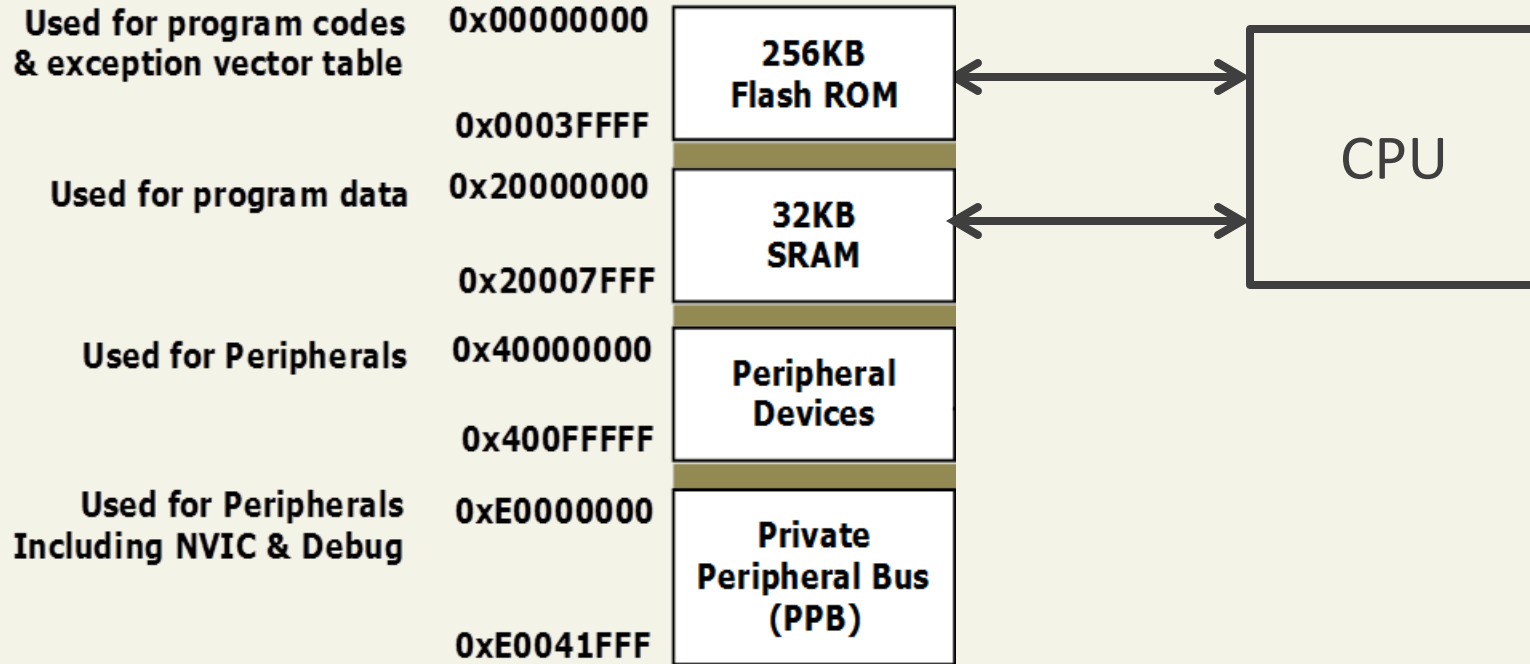 Used for program codes
& exception vector table
0x00000000
0x0003FFFF
256KB
Flash ROM
CPU
Used for program data
0x20000000
0x20007FFF
32KB
SRAM
Used for Peripherals
0x40000000
0x400FFFFF
Peripheral
Devices
Used for Peripherals
Including NVIC & Debug
0xE0000000
0xE0041FFF
Private
Peripheral Bus
(PPB)